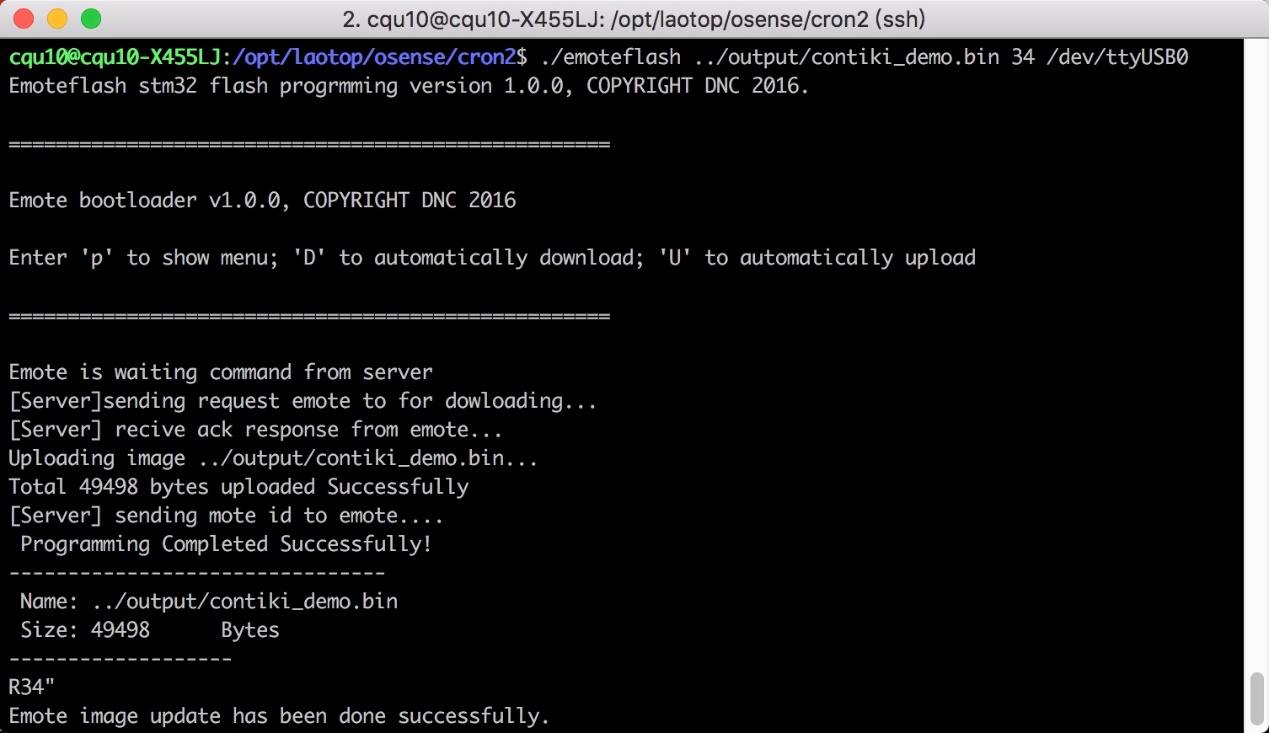 2. cqu10@cqu10-X455LJ: /opt/laotop/osense/cron2 (ssh)
cqu10@cqu10-X455LJ:/opt/laotop/osense/cron2$ ./emoteflash ../output/contiki_demo.bin 34 /dev/ttyUSB0
Emoteflash stm32 flash progrmming version 1.0.0, COPYRIGHT DNC 2016.
===================================================
Emote bootloader v1.0.0, COPYRIGHT DNC 2016
Enter 'p' to show menu; 'D' to automatically download; 'U' to automatically upload
===================================================
Emote is waiting command from server
[Server]sending request emote to for dowloading...
[Server] recive ack response from emote...
Uploading image ../output/contiki_demo.bin...
Total 49498 bytes uploaded Successfully
[Server] sending mote id to emote....
 Programming Completed Successfully!
--------------------------------
 Name: ../output/contiki_demo.bin
 Size: 49498      Bytes
-------------------
R34"
Emote image update has been done successfully.